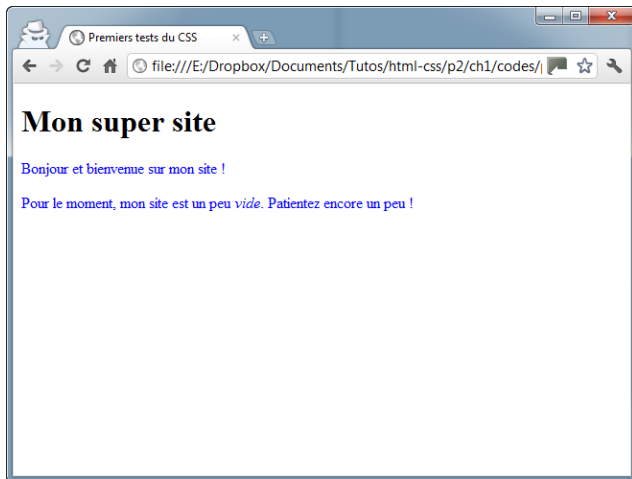 Premiers tests du CSS
file:///E:/Dropbox/Documents/Tutos/html-css/p2/ch1/codes/
Mon super site
Bonjour et bienvenue sur mon site !
Pour le moment, mon site est un peu vide. Patientez encore un peu !